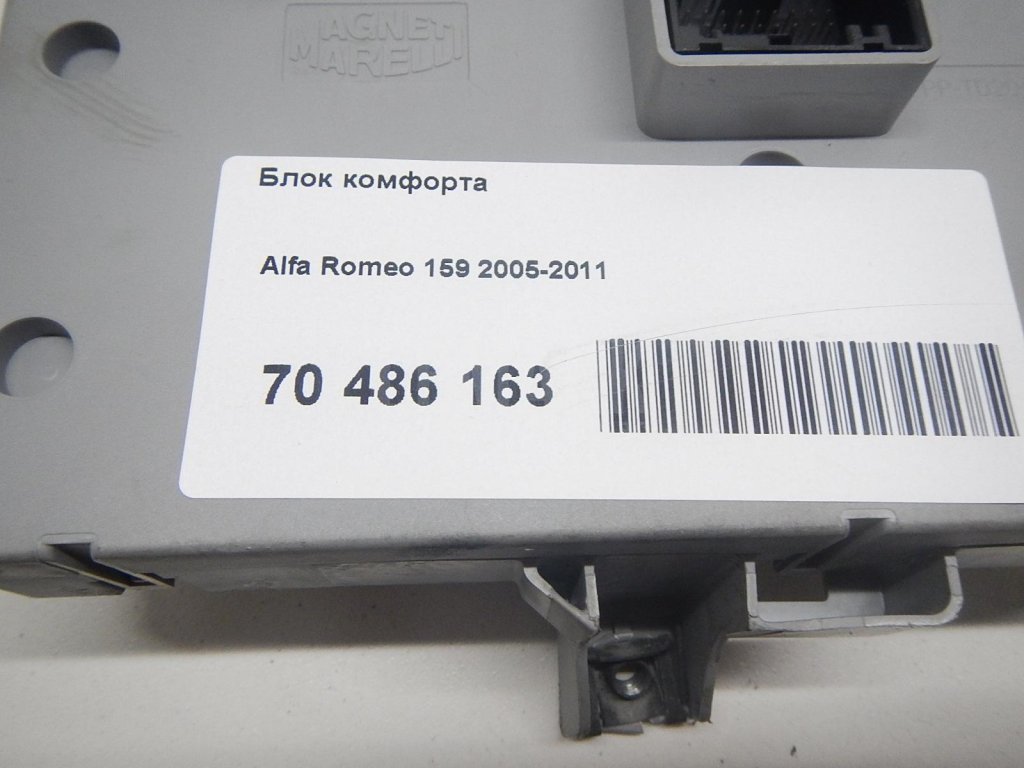 MAGNETI
MARELLI
Блок комфорта
Alfa Romeo 159 2005-2011
70 486 163